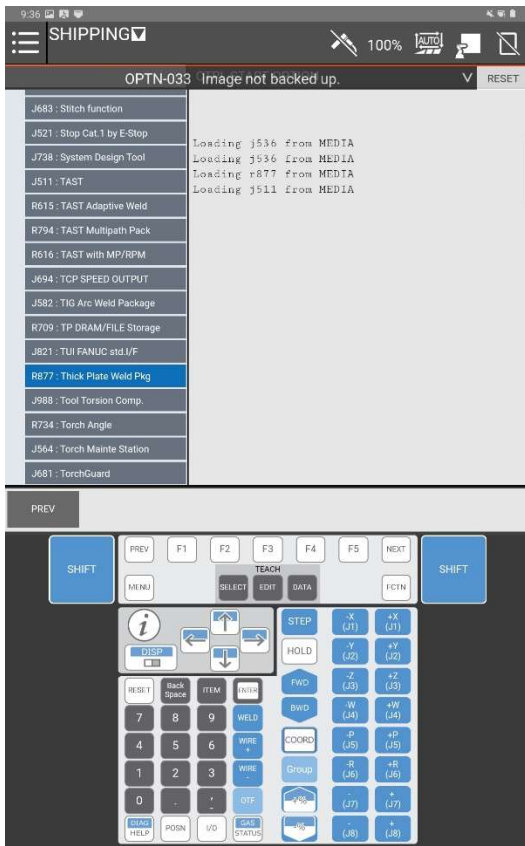 9:36
SHIPPING
100%
AUTO
OPTN-033 Image not backed up.
RESET
J683 : Stitch function
J521 : Stop Cat.1 by E-Stop
J738 : System Design Tool
J511 : TAST
R615 : TAST Adaptive Weld
R794 : TAST Multipath Pack
R616 : TAST with MP/RPM
J694 : TCP SPEED OUTPUT
J582 : TIG Arc Weld Package
R709 : TP DRAM/FILE Storage
J821 : TUI FANUC std.I/F
R877 : Thick Plate Weld Pkg
J988 : Tool Torsion Comp.
R734 : Torch Angle
J564 : Torch Mainte Station
J681 : TorchGuard
Loading j536 from MEDIA
Loading j536 from MEDIA
Loading r877 from MEDIA
Loading j511 from MEDIA
PREV
SHIFT
PREV F1 F2 F3 F4 F5 NEXT
SHIFT
TEACH
MENU SELECT EDIT DATA FCTN
i
DISP
STEP -X (J1) +X (J1)
HOLD -Y (J2) +Y (J2)
FWD -Z (J3) +Z (J3)
BWD -W (J4) +W (J4)
COORD -P (J5) +P (J5)
Group -R (J6) +R (J6)
+% - (J7) + (J7)
-% - (J8) + (J8)
RESET Back Space ITEM ENTER
7 8 9 WELD
4 5 6 WIRE +
1 2 3 WIRE -
0 . , - OTF
DIAG HELP POSN I/O GAS STATUS